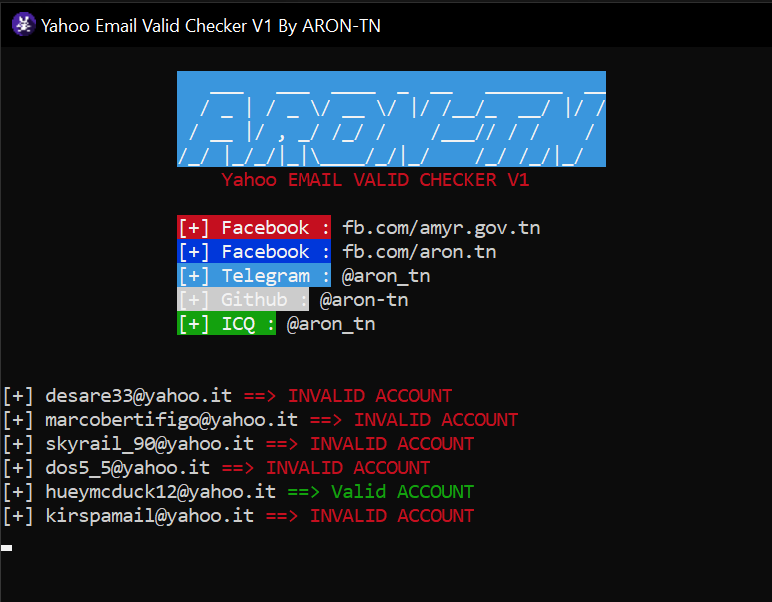 Yahoo Email Valid Checker V1 By ARON-TN
ARON-TN
Yahoo EMAIL VALID CHECKER V1
[+] Facebook : fb.com/amyr.gov.tn
[+] Facebook : fb.com/aron.tn
[+] Telegram : @aron_tn
[+] Github : @aron-tn
[+] ICQ : @aron_tn
[+] desare33@yahoo.it ==> INVALID ACCOUNT
[+] marcobertifigo@yahoo.it ==> INVALID ACCOUNT
[+] skyrail_90@yahoo.it ==> INVALID ACCOUNT
[+] dos5_5@yahoo.it ==> INVALID ACCOUNT
[+] hueymcduck12@yahoo.it ==> Valid ACCOUNT
[+] kirspamail@yahoo.it ==> INVALID ACCOUNT